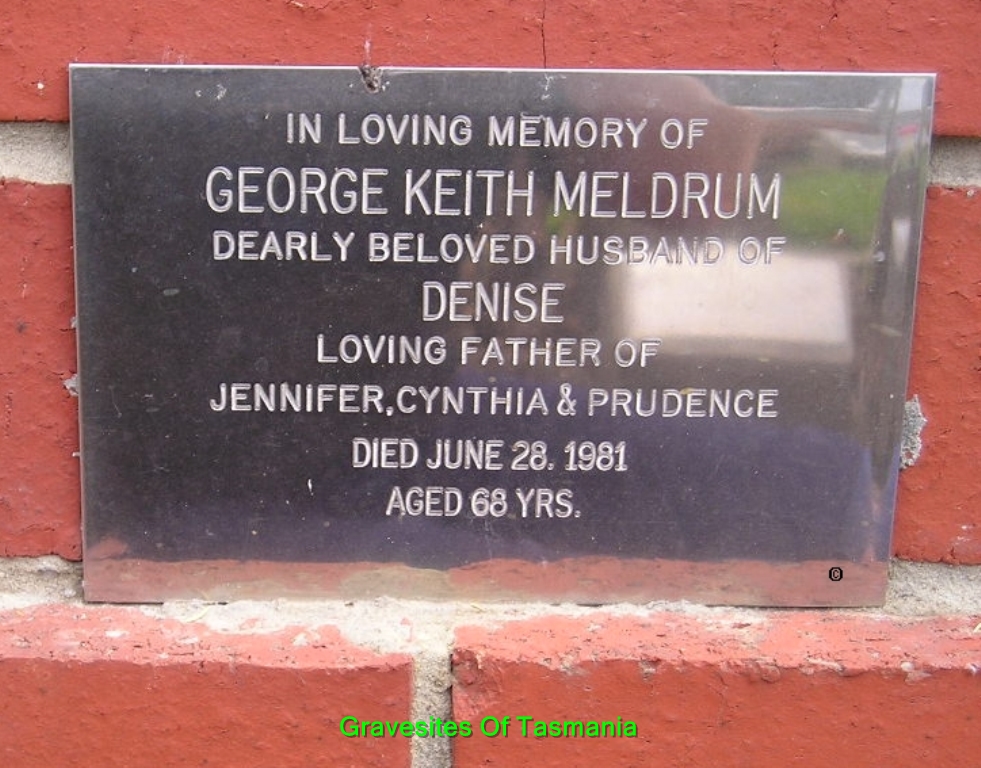 IN LOVING MEMORY OF
GEORGE KEITH MELDRUM
DEARLY BELOVED HUSBAND OF
DENISE
LOVING FATHER OF
JENNIFER, CYNTHIA & PRUDENCE
DIED JUNE 28. 1981
AGED 68 YRS.
©
Gravesites Of Tasmania